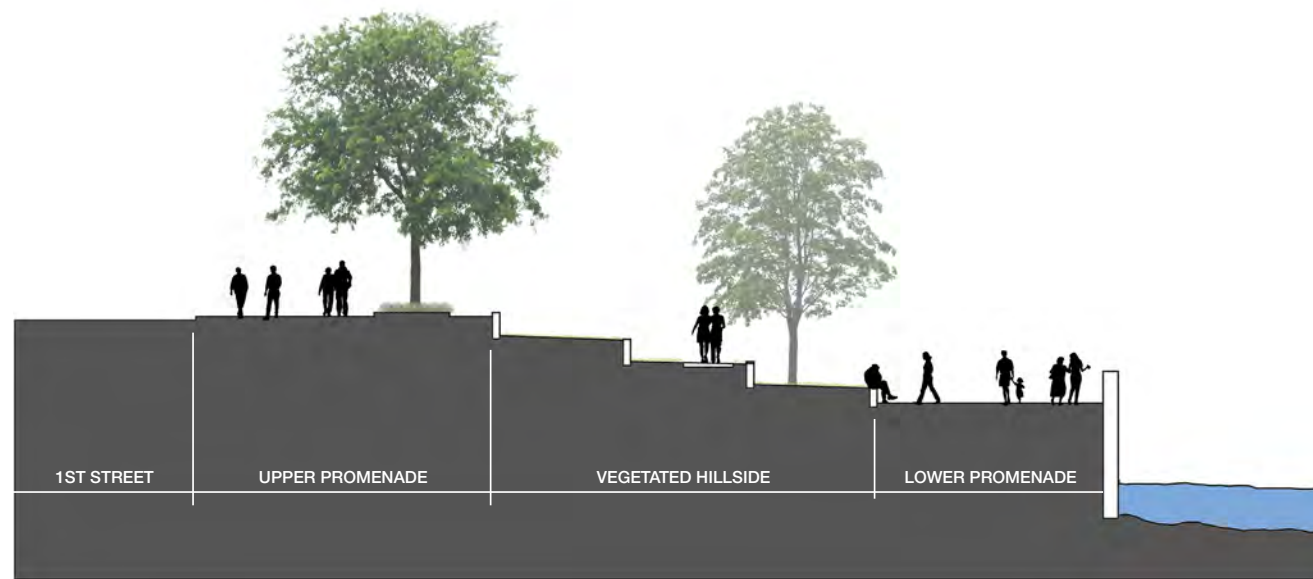 1ST STREET
UPPER PROMENADE
VEGETATED HILLSIDE
LOWER PROMENADE